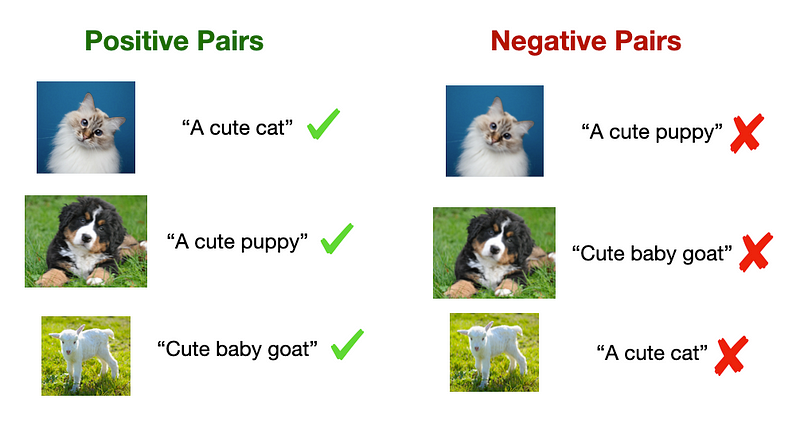 Positive Pairs
“A cute cat”
“A cute puppy”
“Cute baby goat”
Negative Pairs
“A cute puppy”
“Cute baby goat”
“A cute cat”